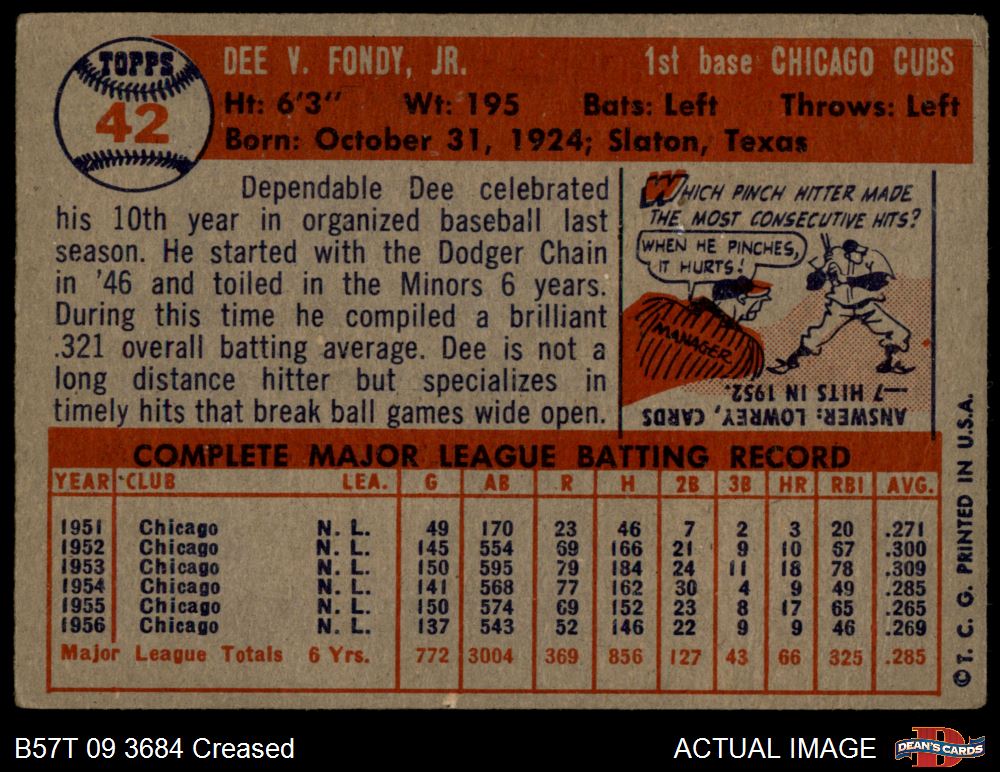 TOPPS
42
DEE V. FONDY, JR. 1st base CHICAGO CUBS
Ht: 6'3" Wt: 195 Bats: Left Throws: Left
Born: October 31, 1924; Slaton, Texas
Dependable Dee celebrated
his 10th year in organized baseball last
season. He started with the Dodger Chain
in '46 and toiled in the Minors 6 years.
During this time he compiled a brilliant
.321 overall batting average. Dee is not a
long distance hitter but specializes in
timely hits that break ball games wide open.
WHICH PINCH HITTER MADE
THE MOST CONSECUTIVE HITS?
WHEN HE PINCHES,
IT HURTS!
MANAGER
ANSWER: LOWREY, CARDS
—7 HITS IN 1952.
COMPLETE MAJOR LEAGUE BATTING RECORD
YEAR CLUB LEA. G AB R H 2B 3B HR RBI AVG.
1951 Chicago N. L. 49 170 23 46 7 2 3 20 .271
1952 Chicago N. L. 145 554 69 166 21 9 10 67 .300
1953 Chicago N. L. 150 595 79 184 24 11 18 78 .309
1954 Chicago N. L. 141 568 77 162 30 4 9 49 .285
1955 Chicago N. L. 150 574 69 152 23 8 17 65 .265
1956 Chicago N. L. 137 543 52 146 22 9 9 46 .269
Major League Totals 6 Yrs. 772 3004 369 856 127 43 66 325 .285
© T. C. G. PRINTED IN U.S.A.
B57T 09 3684 Creased
ACTUAL IMAGE
DEAN'S CARDS